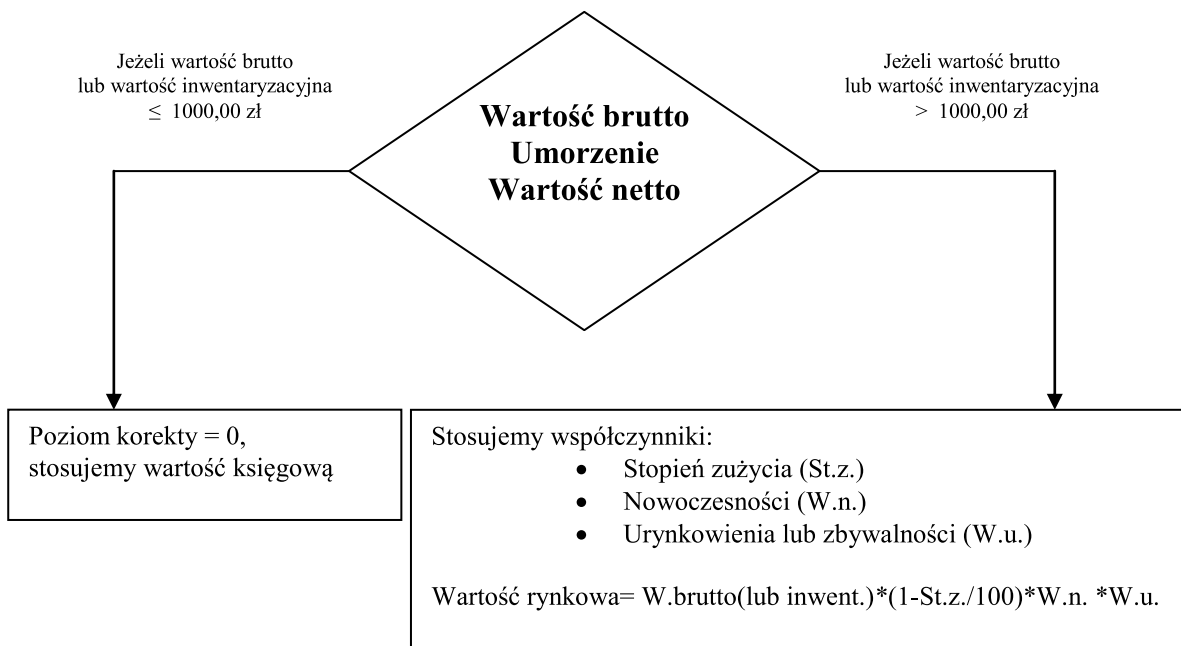 Jeżeli wartość brutto
lub wartość inwentaryzacyjna
≤ 1000,00 zł
Jeżeli wartość brutto
lub wartość inwentaryzacyjna
> 1000,00 zł
Wartość brutto
Umorzenie
Wartość netto
Poziom korekty = 0,
stosujemy wartość księgową
Stosujemy współczynniki:
• Stopień zużycia (St.z.)
• Nowoczesności (W.n.)
• Urynkowienia lub zbywalności (W.u.)
Wartość rynkowa= W.brutto(lub inwent.)*(1-St.z./100)*W.n. *W.u.